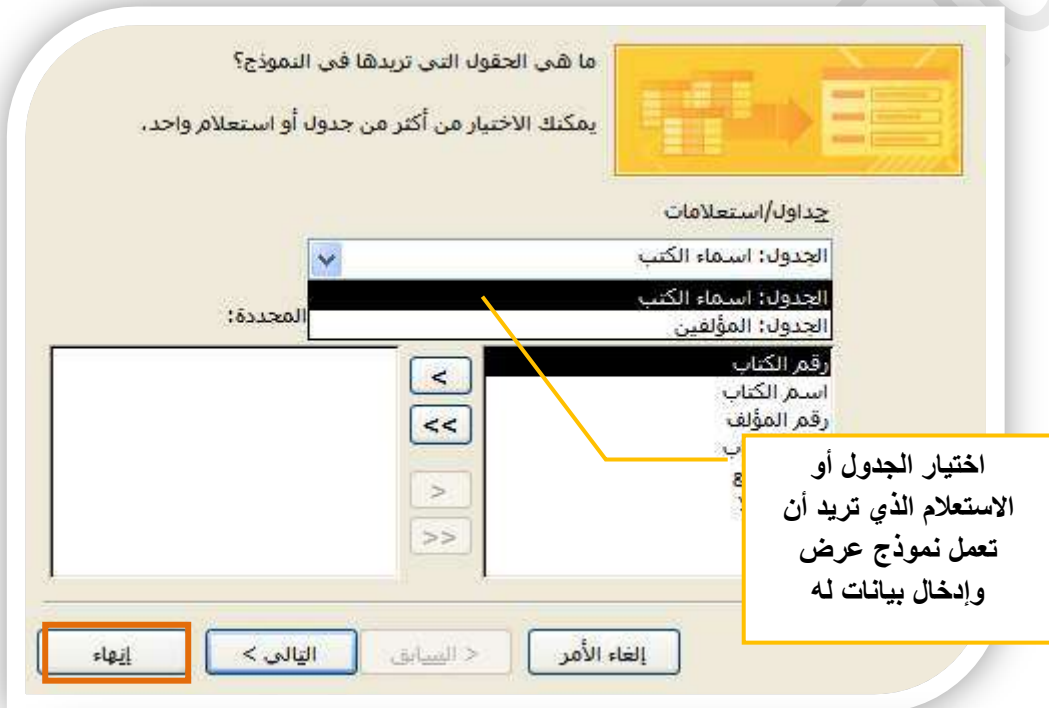 ما هي الحقول التي تريدها في النموذج؟
يمكنك الاختيار من أكثر من جدول أو استعلام واحد.
جداول/استعلامات
الجدول: اسماء الكتب
الجدول: اسماء الكتب
الجدول: المؤلفين
المحددة:
رقم الكتاب
اسم الكتاب
رقم المؤلف
<
<<
>
>>
اختيار الجدول أو
الاستعلام الذي تريد أن
تعمل نموذج عرض
وإدخال بيانات له
إلغاء الأمر
< السابق
التالي >
إنهاء